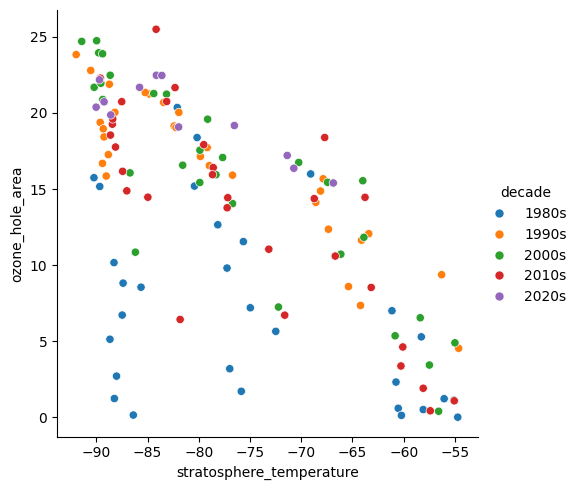 25
20
15
10
5
0
ozone_hole_area
−90 −85 −80 −75 −70 −65 −60 −55
stratosphere_temperature
decade
1980s
1990s
2000s
2010s
2020s